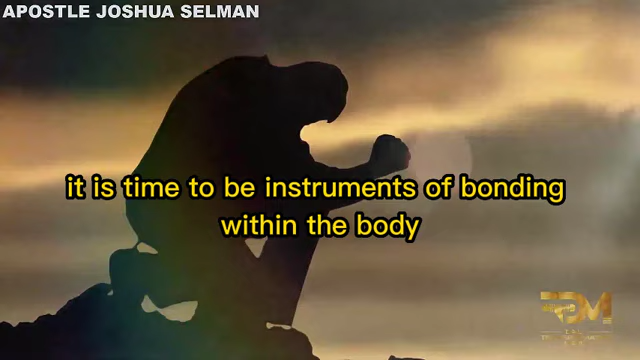 APOSTLE JOSHUA SELMAN
it is time to be instruments of bonding
within the body